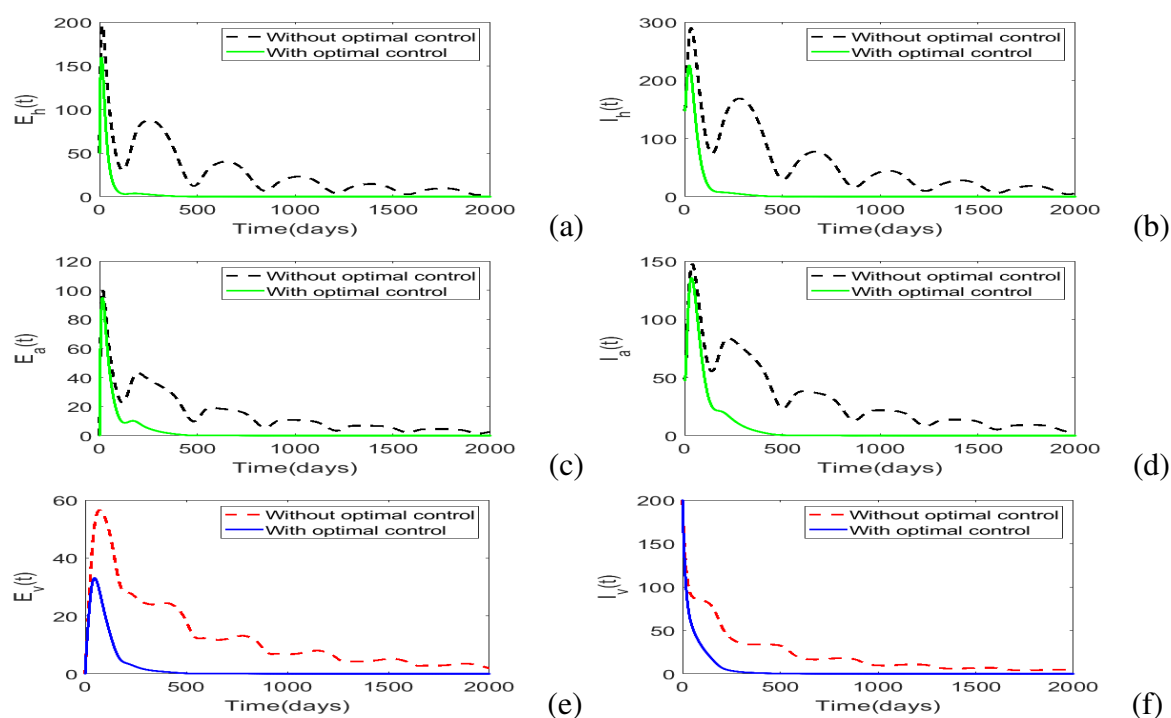 200
150
100
50
0
E_h(t)
Without optimal control
With optimal control
0 500 1000 1500 2000
Time(days)
(a)
300
200
100
0
I_h(t)
Without optimal control
With optimal control
0 500 1000 1500 2000
Time(days)
(b)
120
100
80
60
40
20
0
E_a(t)
Without optimal control
With optimal control
0 500 1000 1500 2000
Time(days)
(c)
150
100
50
0
I_a(t)
Without optimal control
With optimal control
0 500 1000 1500 2000
Time(days)
(d)
60
40
20
0
E_v(t)
Without optimal control
With optimal control
0 500 1000 1500 2000
Time(days)
(e)
200
150
100
50
0
I_v(t)
Without optimal control
With optimal control
0 500 1000 1500 2000
Time(days)
(f)